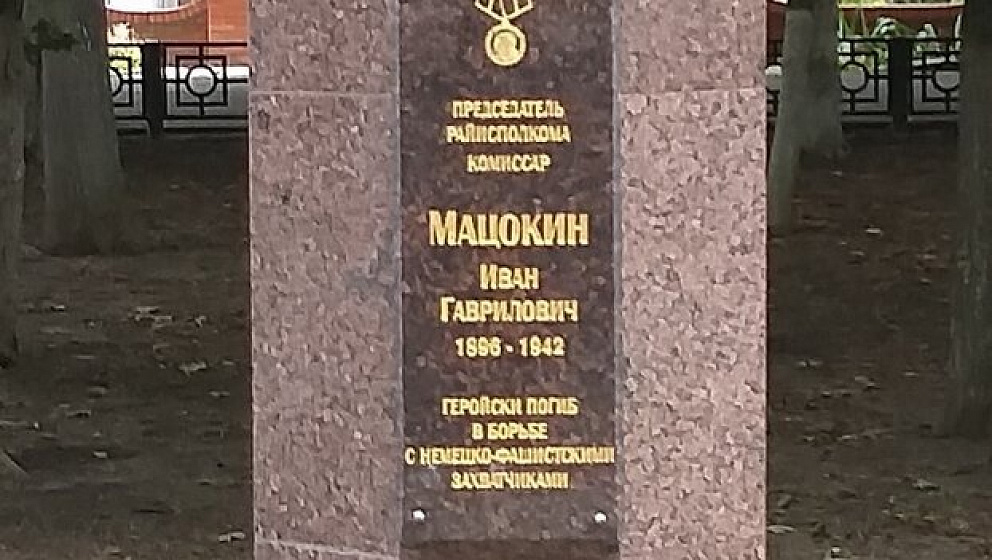 ПРЕДСЕДАТЕЛЬ
РАЙИСПОЛКОМА
КОМИССАР
МАЦОКИН
ИВАН
ГАВРИЛОВИЧ
1896 - 1942
ГЕРОЙСКИ ПОГИБ
В БОРЬБЕ
С НЕМЕЦКО-ФАШИСТСКИМИ
ЗАХВАТЧИКАМИ